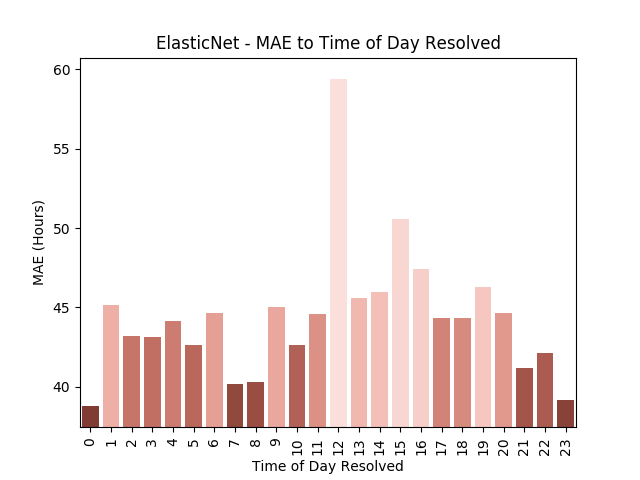 ElasticNet - MAE to Time of Day Resolved
MAE (Hours)
60
55
50
45
40
0 1 2 3 4 5 6 7 8 9 10 11 12 13 14 15 16 17 18 19 20 21 22 23
Time of Day Resolved